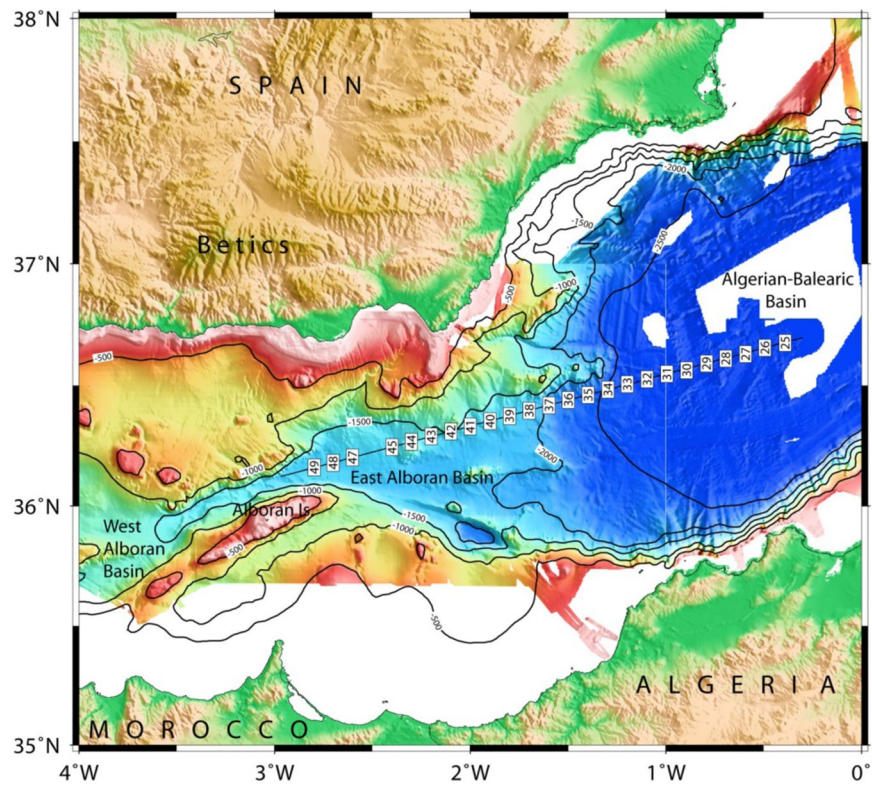 38°N
SPAIN
-2000
-1500
37°N
Betics
-2500
-500
-1000
Algerian-Balearic
Basin
-500
49 48 47 45 44 43 42 41 40 39 38 37 36 35 34 33 32 31 30 29 28 27 26 25
-1500
-1000
-2000
East Alboran Basin
-1000
36°N
Alboran Is.
-1500
West
Alboran
Basin
-1000
-500
-500
ALGERIA
MOROCCO
35°N
4°W 3°W 2°W 1°W 0°